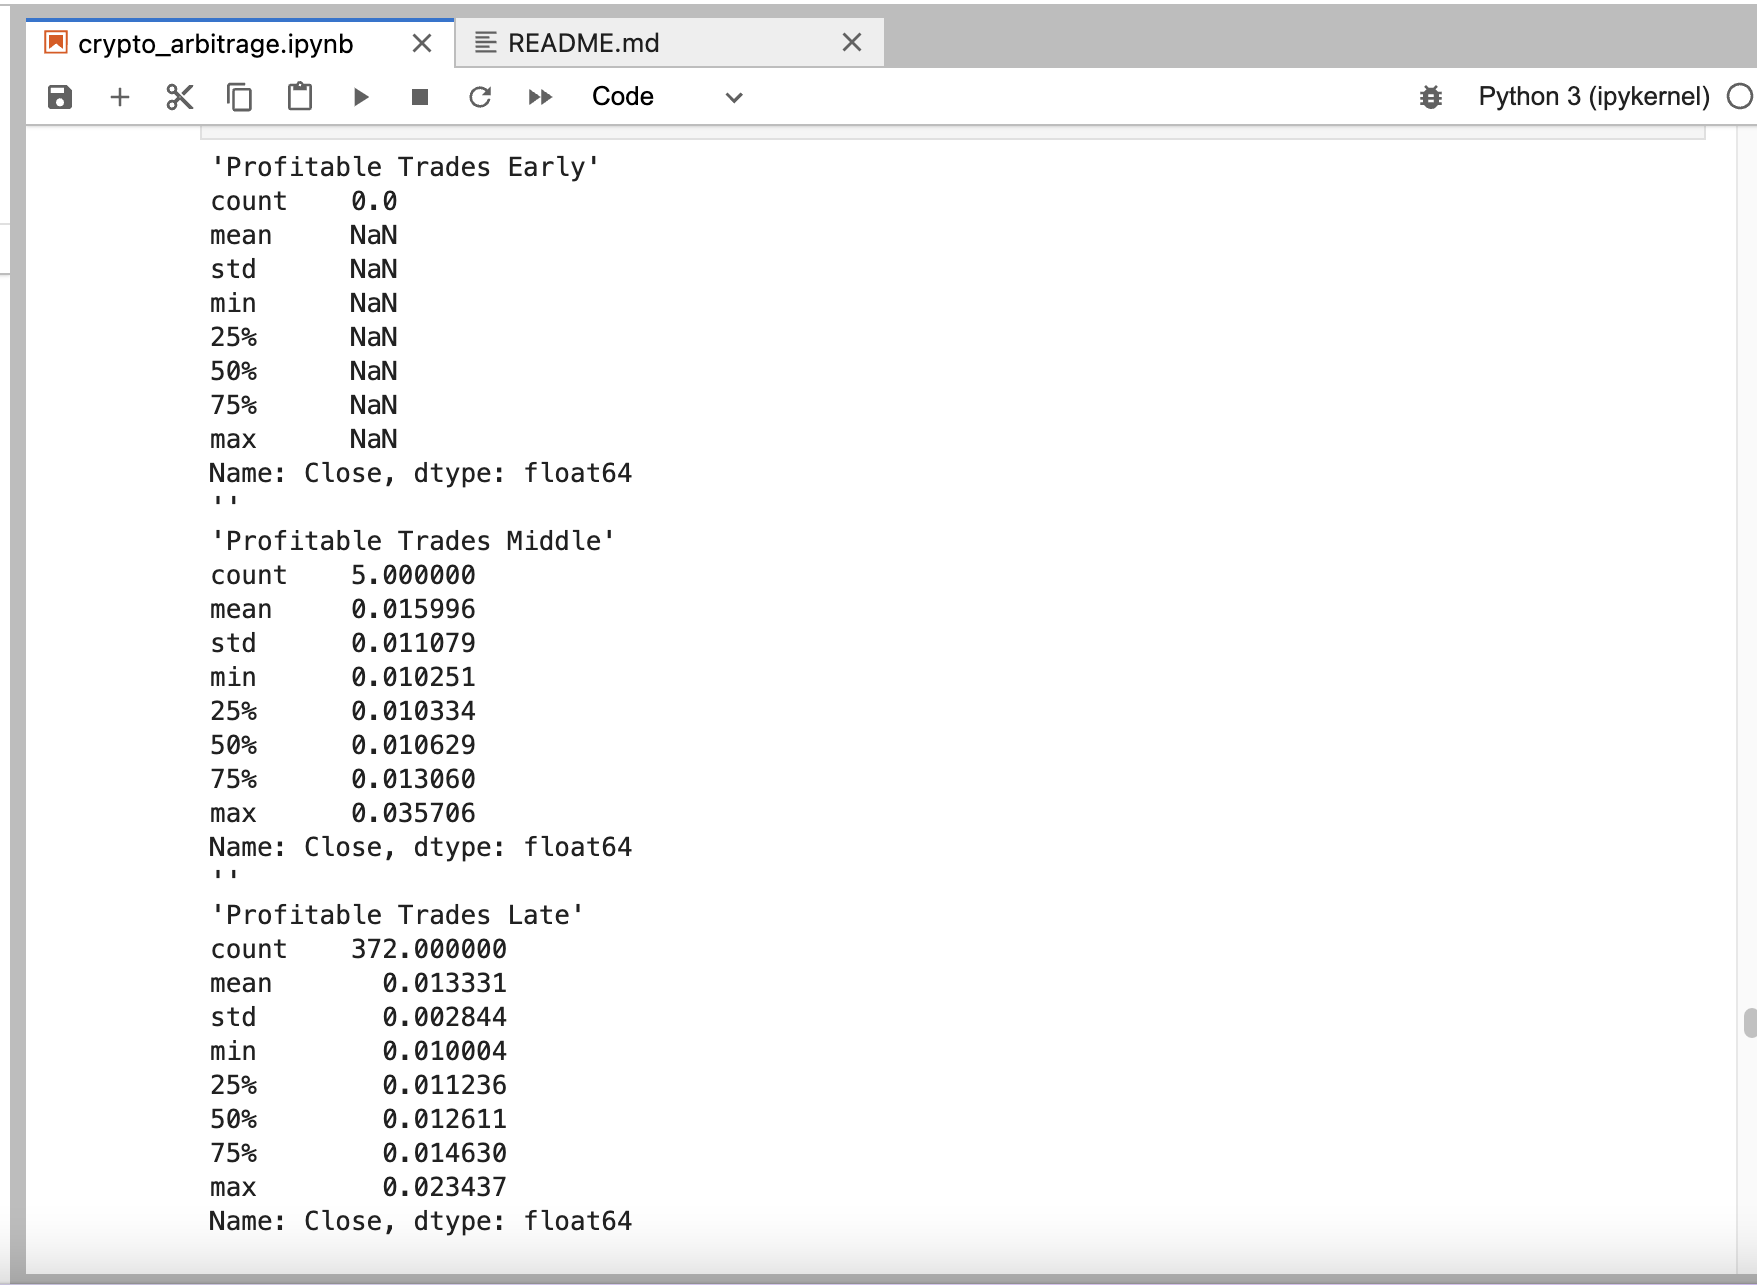 crypto_arbitrage.ipynb
README.md
Code
Python 3 (ipykernel)
'Profitable Trades Early'
count    0.0
mean     NaN
std      NaN
min      NaN
25%      NaN
50%      NaN
75%      NaN
max      NaN
Name: Close, dtype: float64
''
'Profitable Trades Middle'
count    5.000000
mean     0.015996
std      0.011079
min      0.010251
25%      0.010334
50%      0.010629
75%      0.013060
max      0.035706
Name: Close, dtype: float64
''
'Profitable Trades Late'
count    372.000000
mean       0.013331
std        0.002844
min        0.010004
25%        0.011236
50%        0.012611
75%        0.014630
max        0.023437
Name: Close, dtype: float64